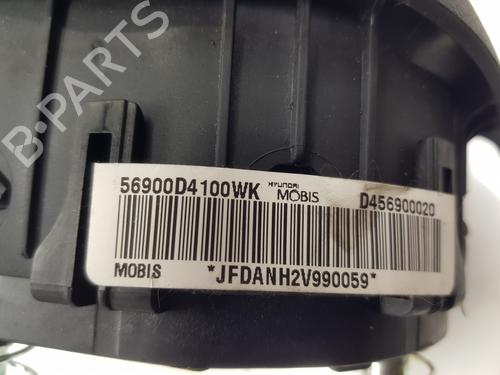 B-PARTS
56900D4100WK HYUNDAI MOBIS D456900020
MOBIS *JFDANH2V990059*